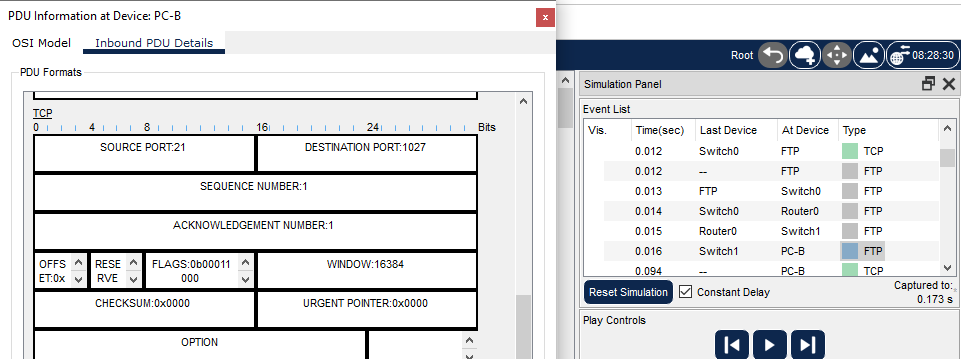 PDU Information at Device: PC-B
x
OSI Model Inbound PDU Details
PDU Formats
TCP
0 4 8 16 24 Bits
SOURCE PORT:21 DESTINATION PORT:1027
SEQUENCE NUMBER:1
ACKNOWLEDGEMENT NUMBER:1
OFFS
ET:0x
RESE
RVE
FLAGS:0b00011
000
WINDOW:16384
CHECKSUM:0x0000 URGENT POINTER:0x0000
OPTION
Root 08:28:30
Simulation Panel
Event List
Vis. Time(sec) Last Device At Device Type
0.012 Switch0 FTP TCP
0.012 -- FTP FTP
0.013 FTP Switch0 FTP
0.014 Switch0 Router0 FTP
0.015 Router0 Switch1 FTP
0.016 Switch1 PC-B FTP
0.094 -- PC-B TCP
Reset Simulation Constant Delay Captured to:*
0.173 s
Play Controls